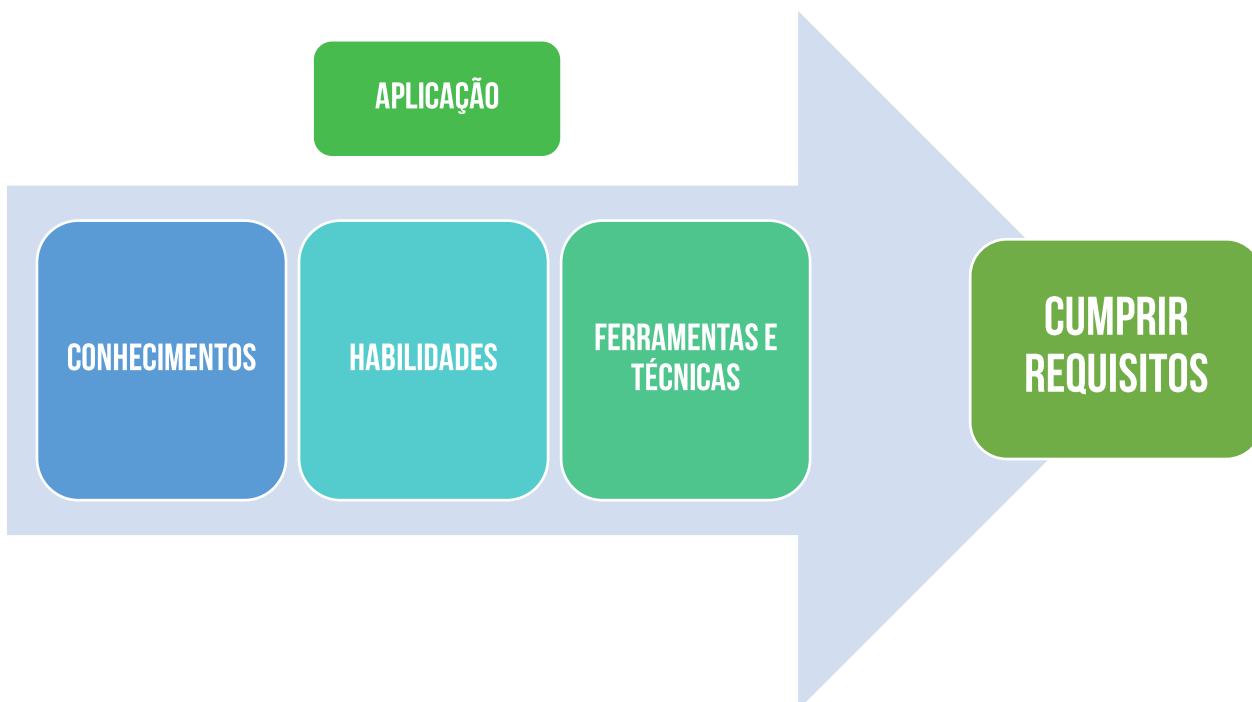 APLICAÇÃO
CONHECIMENTOS
HABILIDADES
FERRAMENTAS E
TÉCNICAS
CUMPRIR
REQUISITOS